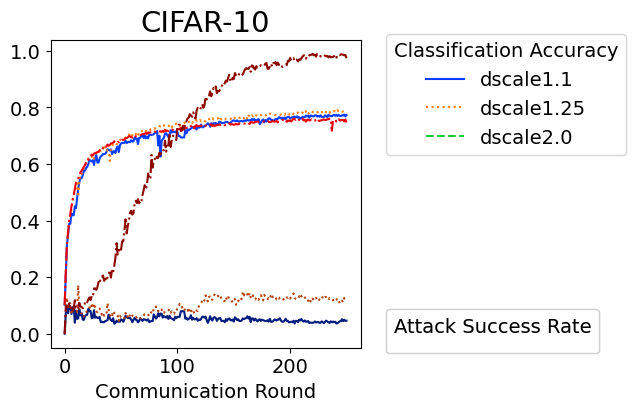 CIFAR-10
1.0
0.8
0.6
0.4
0.2
0.0
0 100 200
Communication Round
Classification Accuracy
dscale1.1
dscale1.25
dscale2.0
Attack Success Rate